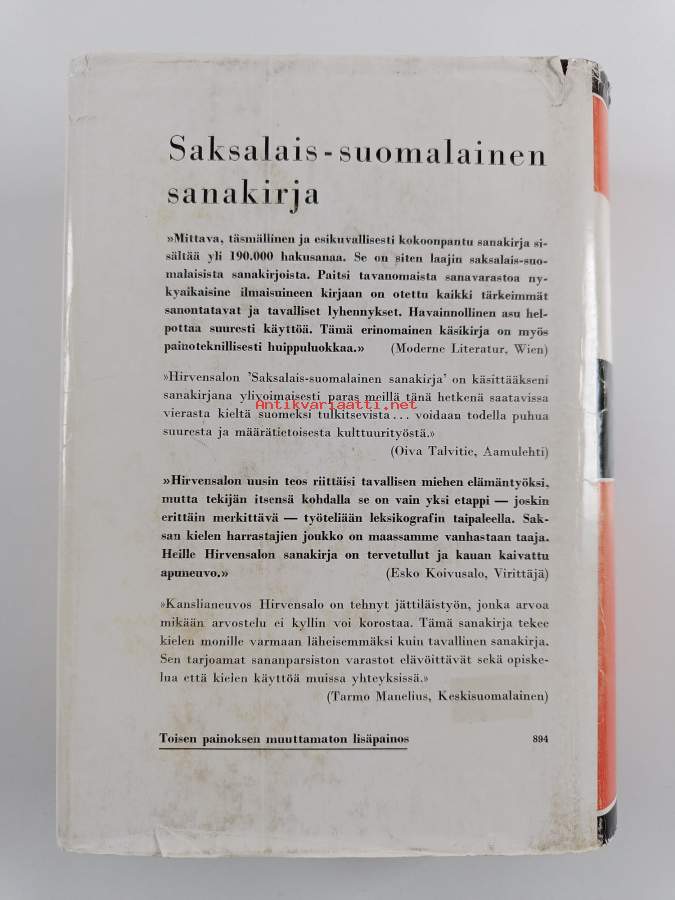 Saksalais-suomalainen
sanakirja
»Mittava, täsmällinen ja esikuvallisesti kokoonpantu sanakirja si-
sältää yli 190.000 hakusanaa. Se on siten laajin saksalais-suo-
malaisista sanakirjoista. Paitsi tavanomaista sanavarastoa ny-
kyaikaisine ilmaisuineen kirjaan on otettu kaikki tärkeimmät
sanontatavat ja tavalliset lyhennykset. Havainnollinen asu hel-
pottaa suuresti käyttöä. Tämä erinomainen käsikirja on myös
painoteknillisesti huippuluokkaa.» (Moderne Literatur, Wien)
»Hirvensalon 'Saksalais-suomalainen sanakirja' on käsittääkseni
sanakirjana ylivoimaisesti paras meillä tänä hetkenä saatavissa
vierasta kieltä suomeksi tulkitsevista... voidaan todella puhua
Antikvariaatti.net
suuresta ja määrätietoisesta kulttuurityöstä.»
(Oiva Talvitie, Aamulehti)
»Hirvensalon uusin teos riittäisi tavallisen miehen elämäntyöksi,
mutta tekijän itsensä kohdalla se on vain yksi etappi — joskin
erittäin merkittävä — työteliään leksikografin taipaleella. Sak-
san kielen harrastajien joukko on maassamme vanhastaan taaja.
Heille Hirvensalon sanakirja on tervetullut ja kauan kaivattu
apuneuvo.» (Esko Koivusalo, Virittäjä)
»Kanslianeuvos Hirvensalo on tehnyt jättiläistyön, jonka arvoa
mikään arvostelu ei kyllin voi korostaa. Tämä sanakirja tekee
kielen monille varmaan läheisemmäksi kuin tavallinen sanakirja.
Sen tarjoamat sananparsiston varastot elävöittävät sekä opiske-
lua että kielen käyttöä muissa yhteyksissä.»
(Tarmo Manelius, Keskisuomalainen)
Toisen painoksen muuttamaton lisäpainos 894